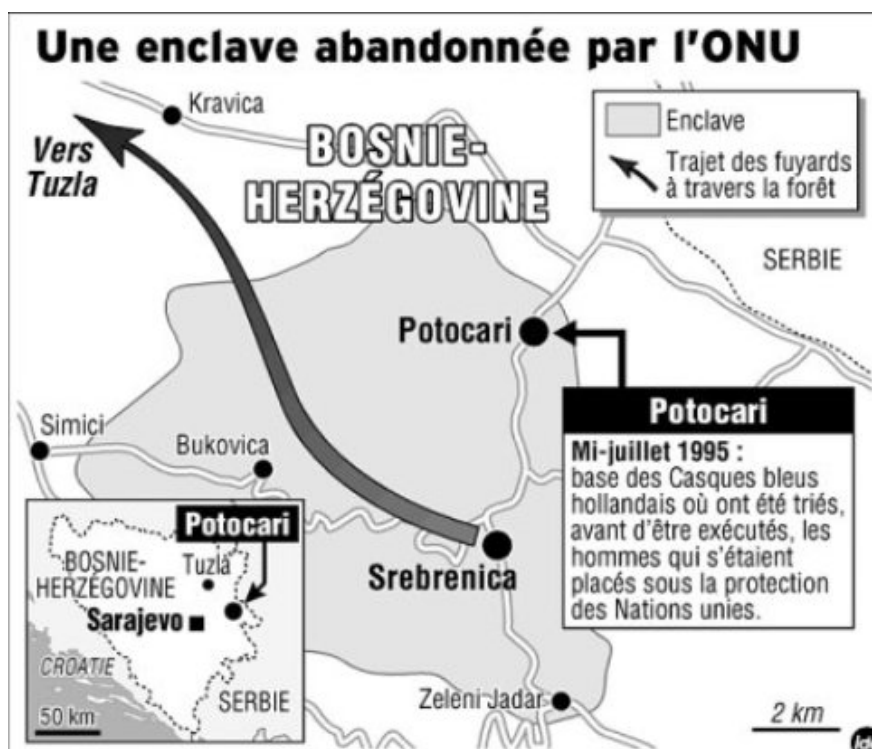 Une enclave abandonnée par l'ONU
Kravica
Vers
Tuzla
BOSNIE-
HERZÉGOVINE
Enclave
Trajet des fuyards
à travers la forêt
SERBIE
Potocari
Potocari
Mi-juillet 1995 :
base des Casques bleus
hollandais où ont été triés,
avant d'être exécutés, les
hommes qui s'étaient
placés sous la protection
des Nations unies.
Simici
Bukovica
Srebrenica
Zeleni Jadar
2 km
Potocari
BOSNIE-
HERZÉGOVINE
Tuzla
Sarajevo
CROATIE
SERBIE
50 km